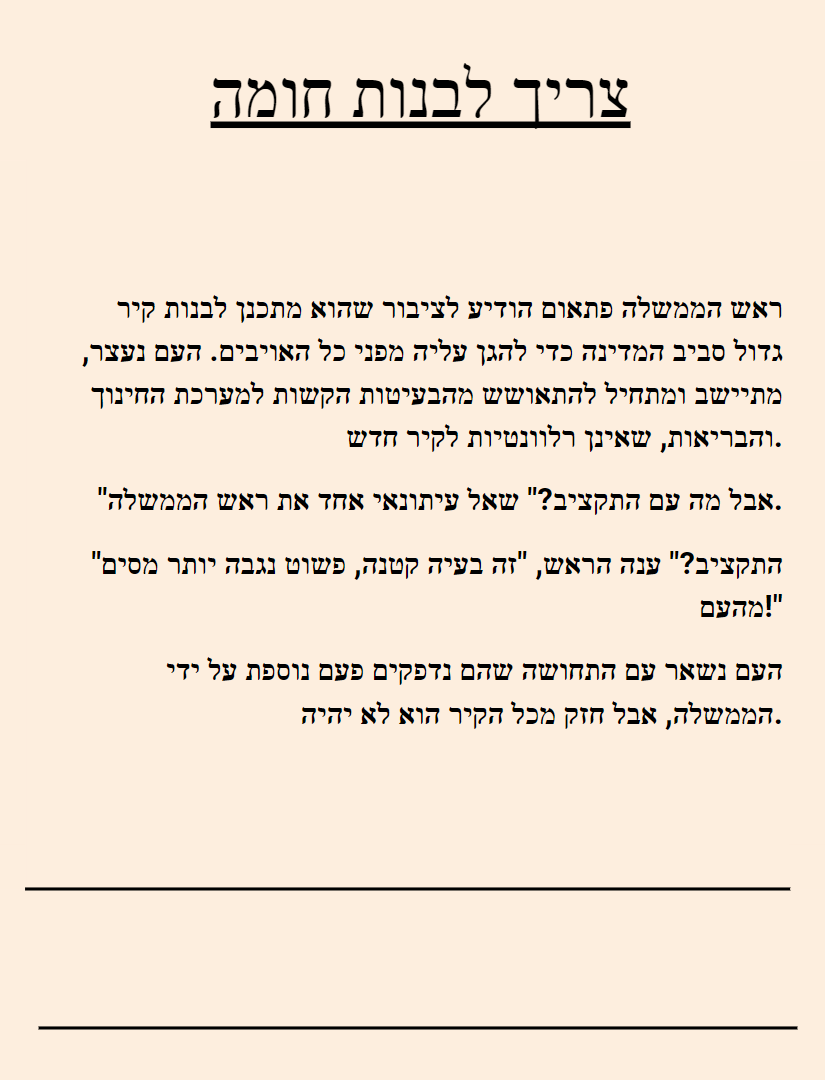 צריך לבנות חומה
ראש הממשלה פתאום הודיע לציבור שהוא מתכנן לבנות קיר
גדול סביב המדינה כדי להגן עליה מפני כל האויבים. העם נעצר,
מתיישב ומתחיל להתאושש מהבעיטות הקשות למערכת החינוך
.והבריאות, שאינן רלוונטיות לקיר חדש
.אבל מה עם התקציב?" שאל עיתונאי אחד את ראש הממשלה"
התקציב?" ענה הראש, "זה בעיה קטנה, פשוט נגבה יותר מסים"
"!מהעם
העם נשאר עם התחושה שהם נדפקים פעם נוספת על ידי
.הממשלה, אבל חזק מכל הקיר הוא לא יהיה